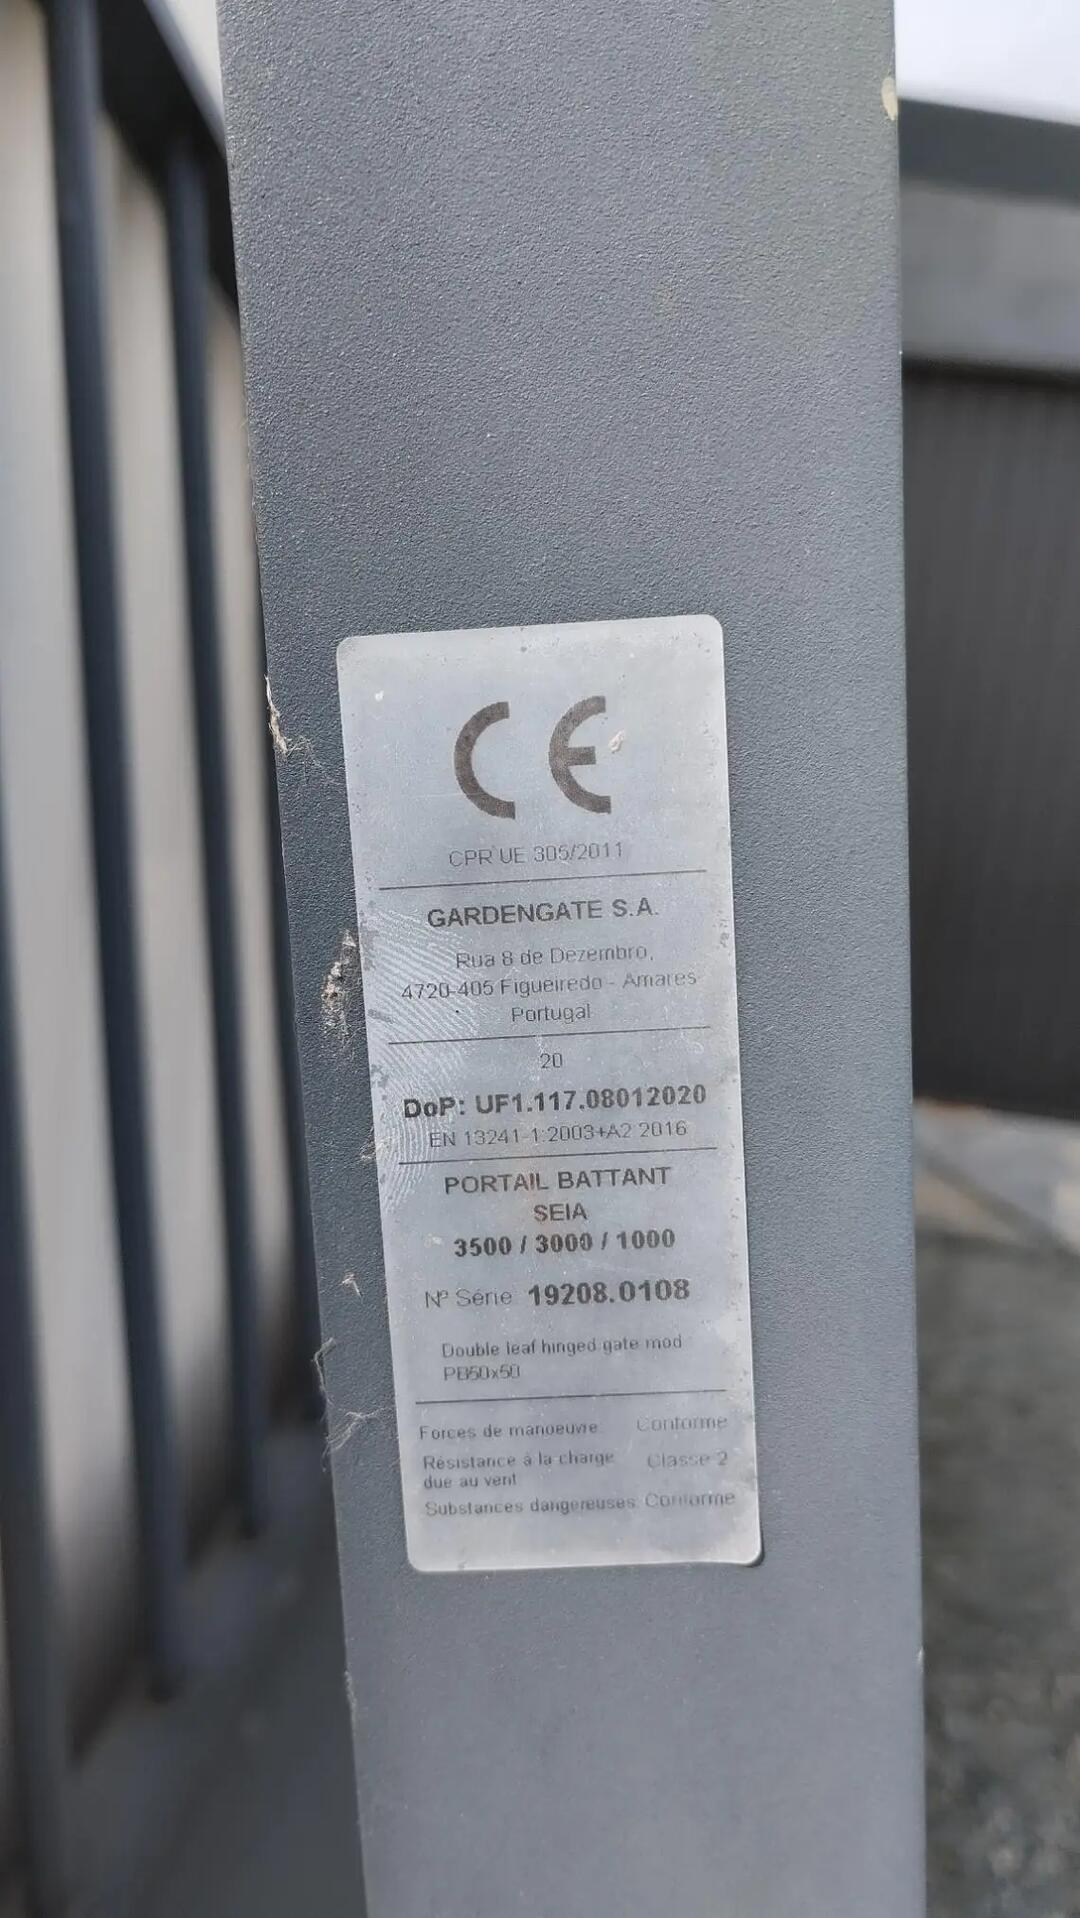 CE
CPR UE 305/2011
GARDENGATE S.A.
Rua 8 de Dezembro,
4720-405 Figueiredo - Amares
Portugal
20
DoP: UF1.117.08012020
EN 13241-1:2003+A2 2016
PORTAIL BATTANT
SEIA
3500 / 3000 / 1000
Nº Série 19208.0108
Double leaf hinged gate mod
PB50x50
Forces de manoeuvre: Conforme
Résistance à la charge
due au vent Classe 2
Substances dangereuses: Conforme